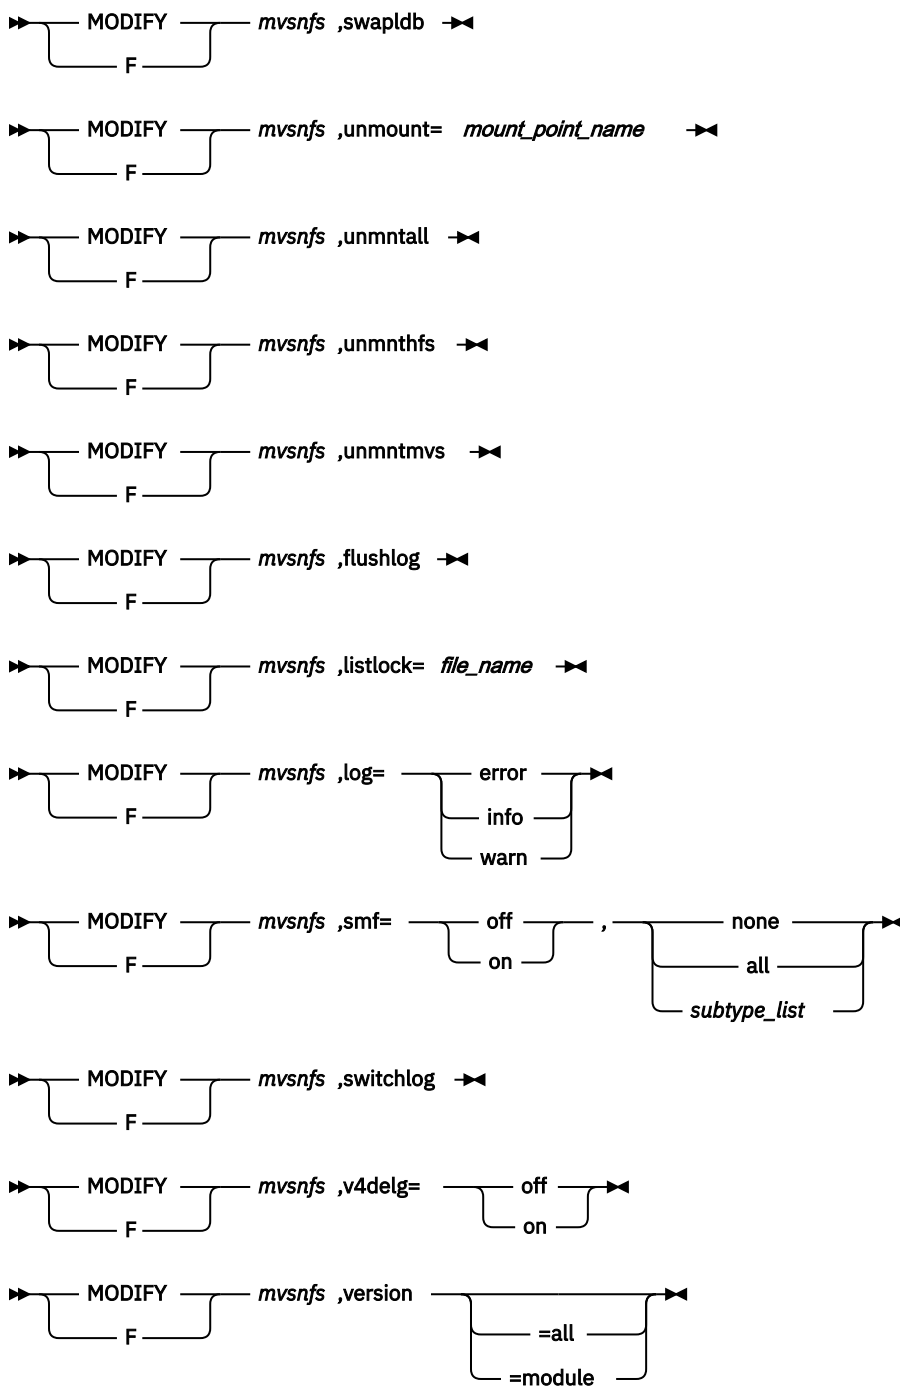 MODIFY mvsnfs ,swapldb
F
MODIFY mvsnfs ,unmount= mount_point_name
F
MODIFY mvsnfs ,unmntall
F
MODIFY mvsnfs ,unmnthfs
F
MODIFY mvsnfs ,unmntmvs
F
MODIFY mvsnfs ,flushlog
F
MODIFY mvsnfs ,listlock= file_name
F
MODIFY mvsnfs ,log= error
F info
warn
MODIFY mvsnfs ,smf= off , none
F on all
subtype_list
MODIFY mvsnfs ,switchlog
F
MODIFY mvsnfs ,v4delg= off
F on
MODIFY mvsnfs ,version
F =all
=module